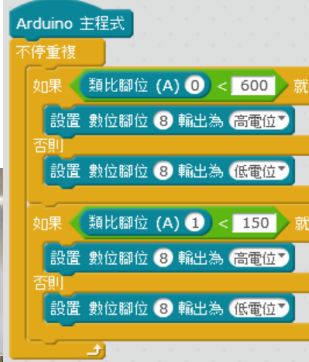 Arduino 主程式
不停重複
如果 類比腳位 (A) 0 < 600 就
設置 數位腳位 8 輸出為 高電位
否則
設置 數位腳位 8 輸出為 低電位
如果 類比腳位 (A) 1 < 150 就
設置 數位腳位 8 輸出為 高電位
否則
設置 數位腳位 8 輸出為 低電位